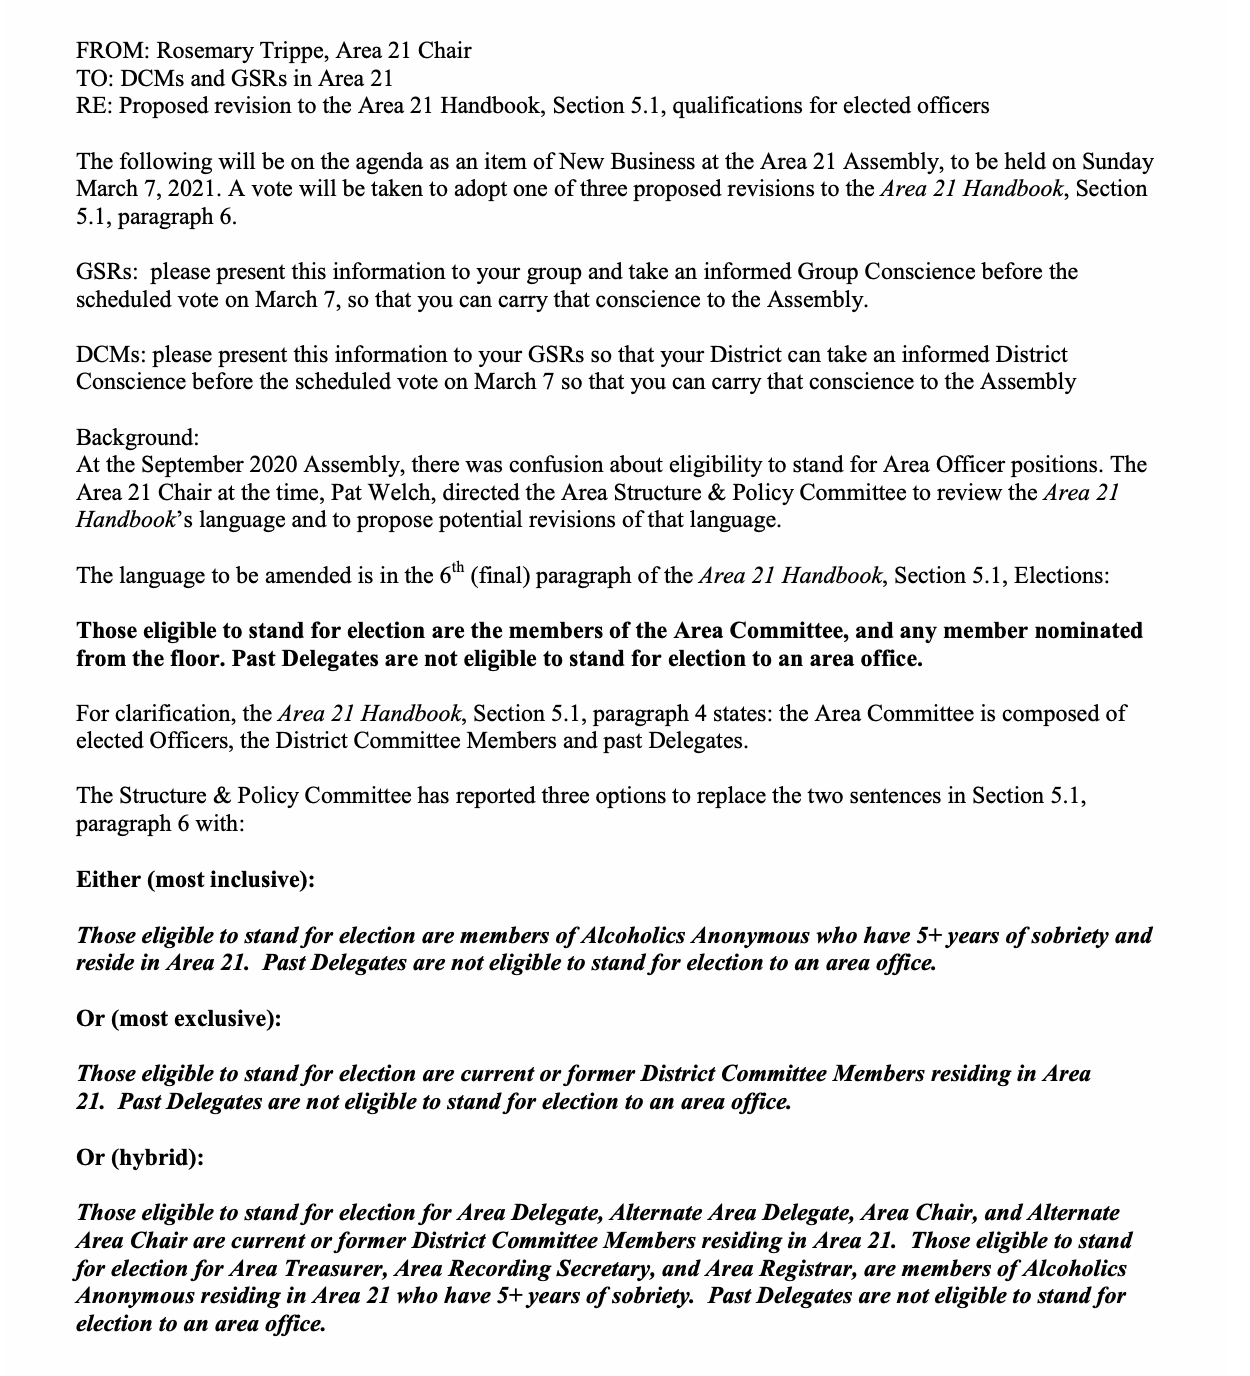 FROM: Rosemary Trippe, Area 21 Chair
TO: DCMs and GSRs in Area 21
RE: Proposed revision to the Area 21 Handbook, Section 5.1, qualifications for elected officers
The following will be on the agenda as an item of New Business at the Area 21 Assembly, to be held on Sunday
March 7, 2021. A vote will be taken to adopt one of three proposed revisions to the Area 21 Handbook, Section
5.1, paragraph 6.
GSRs:  please present this information to your group and take an informed Group Conscience before the
scheduled vote on March 7, so that you can carry that conscience to the Assembly.
DCMs: please present this information to your GSRs so that your District can take an informed District
Conscience before the scheduled vote on March 7 so that you can carry that conscience to the Assembly
Background:
At the September 2020 Assembly, there was confusion about eligibility to stand for Area Officer positions. The
Area 21 Chair at the time, Pat Welch, directed the Area Structure & Policy Committee to review the Area 21
Handbook’s language and to propose potential revisions of that language.
The language to be amended is in the 6th (final) paragraph of the Area 21 Handbook, Section 5.1, Elections:
Those eligible to stand for election are the members of the Area Committee, and any member nominated
from the floor. Past Delegates are not eligible to stand for election to an area office.
For clarification, the Area 21 Handbook, Section 5.1, paragraph 4 states: the Area Committee is composed of
elected Officers, the District Committee Members and past Delegates.
The Structure & Policy Committee has reported three options to replace the two sentences in Section 5.1,
paragraph 6 with:
Either (most inclusive):
Those eligible to stand for election are members of Alcoholics Anonymous who have 5+ years of sobriety and
reside in Area 21.  Past Delegates are not eligible to stand for election to an area office.
Or (most exclusive):
Those eligible to stand for election are current or former District Committee Members residing in Area
21.  Past Delegates are not eligible to stand for election to an area office.
Or (hybrid):
Those eligible to stand for election for Area Delegate, Alternate Area Delegate, Area Chair, and Alternate
Area Chair are current or former District Committee Members residing in Area 21.  Those eligible to stand
for election for Area Treasurer, Area Recording Secretary, and Area Registrar, are members of Alcoholics
Anonymous residing in Area 21 who have 5+ years of sobriety.  Past Delegates are not eligible to stand for
election to an area office.